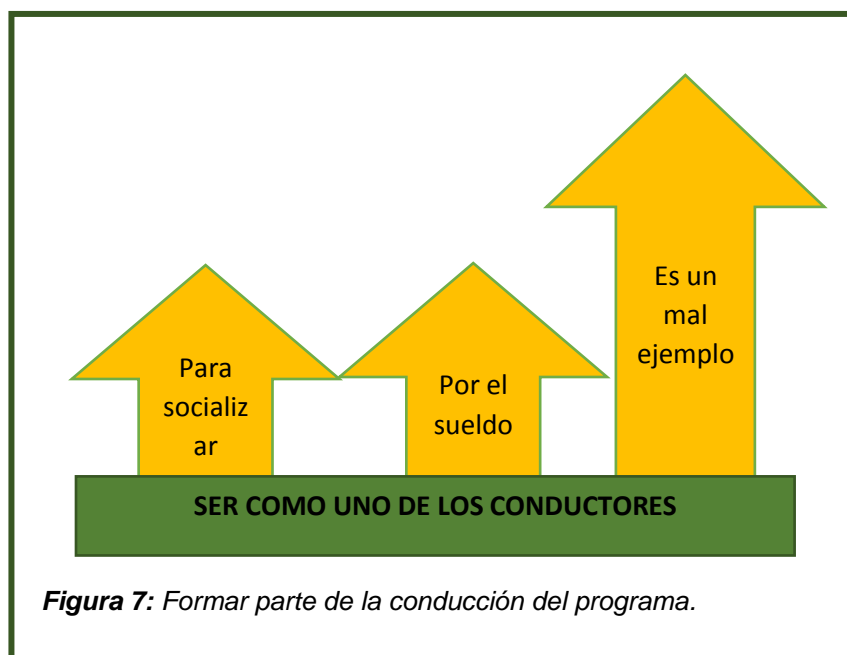 Para
socializ
ar
Por el
sueldo
Es un
mal
ejemplo
SER COMO UNO DE LOS CONDUCTORES
Figura 7: Formar parte de la conducción del programa.